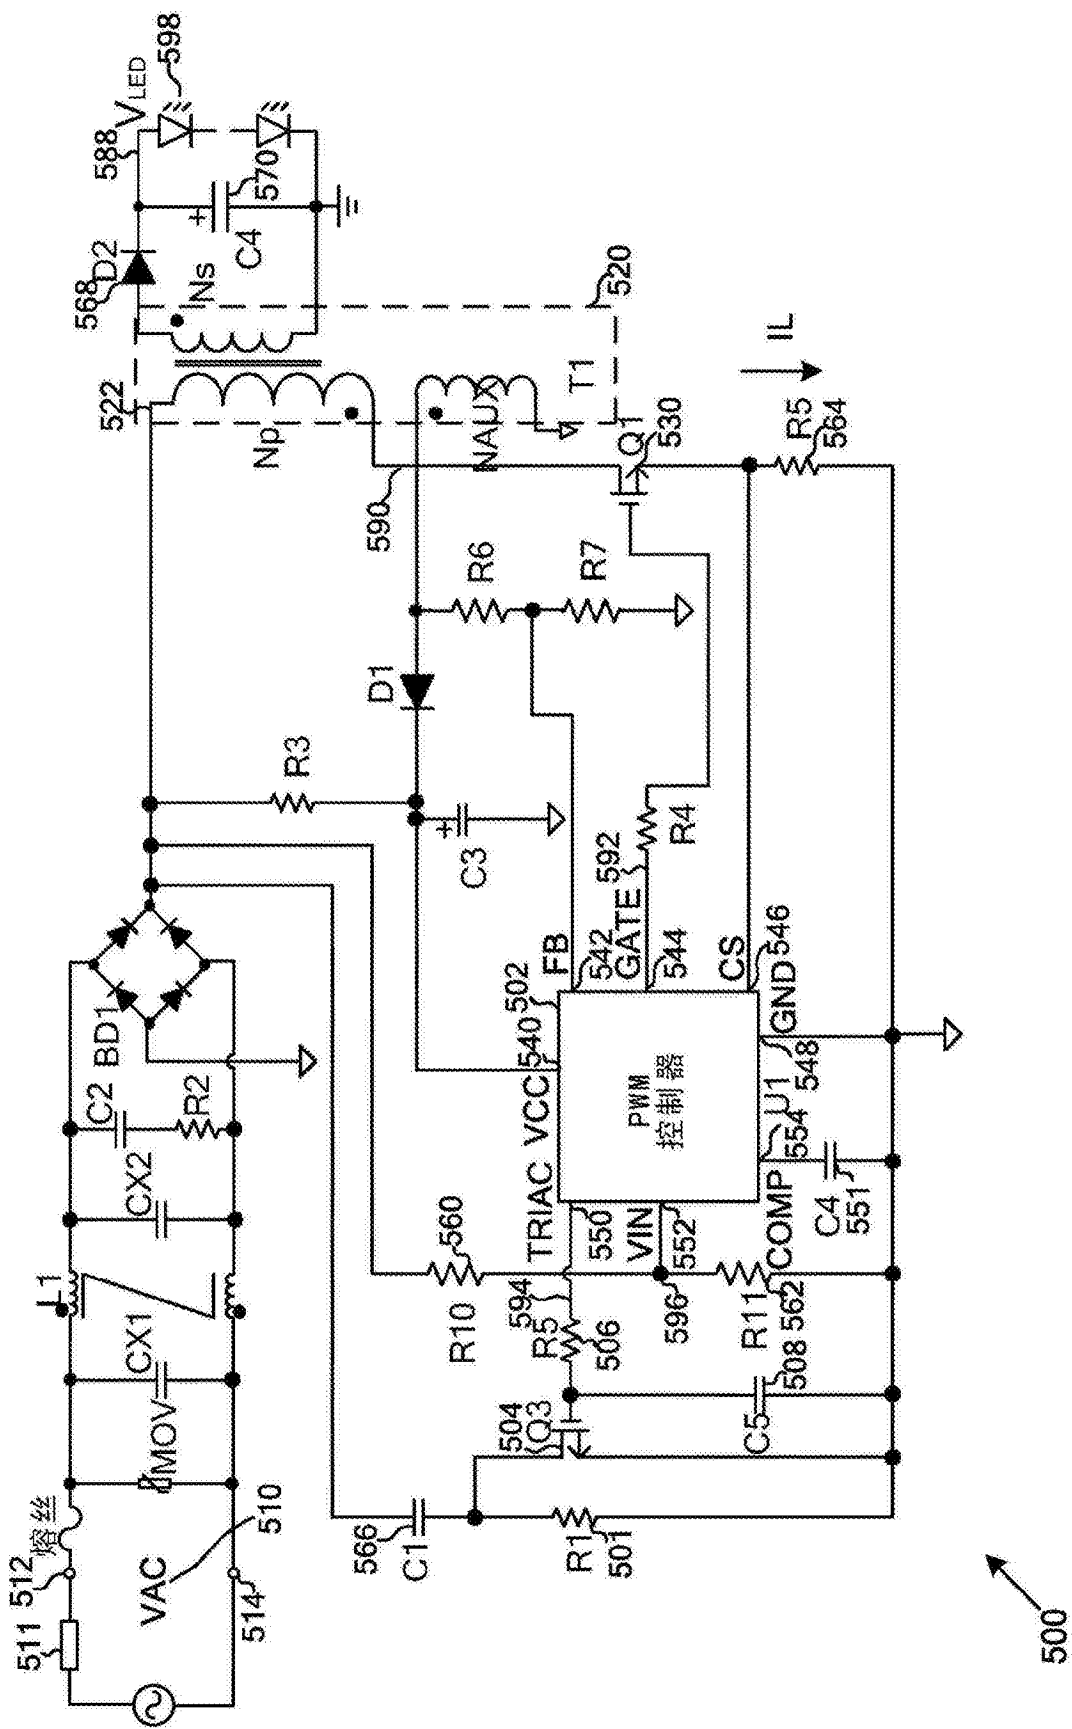 511
512
熔丝
VAC
510
514
MOV
CX1
L1
CX2
C2
R2
BD1
R3
522
Np
Ns
568
D2
588
VLED
598
C4
570
520
T1
NAUX
590
D1
C3
R6
R7
Q1
530
IL
R5
564
566
C1
R1
501
504
Q3
R5
506
594
C5
508
R10
560
596
R11
562
TRIAC
550
VIN
552
COMP
554
C4
551
VCC
540
502
PWM
控制器
U1
FB
542
GATE
544
592
R4
CS
546
GND
548
500